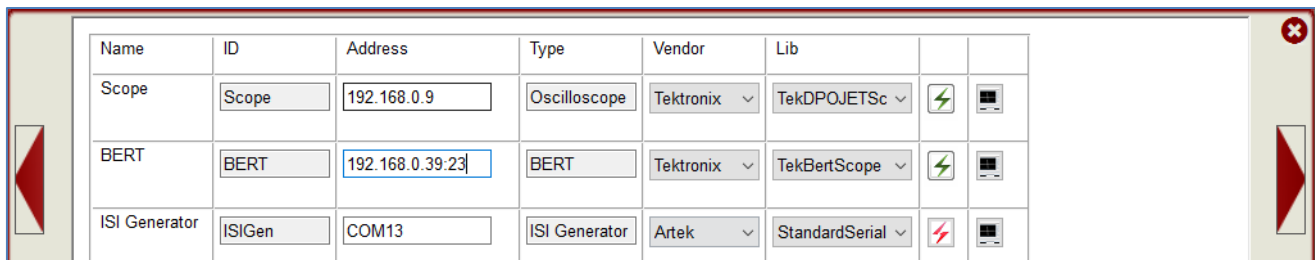 Name ID Address Type Vendor Lib
Scope Scope 192.168.0.9 Oscilloscope Tektronix TekDPOJETSc
BERT BERT 192.168.0.39:23 BERT Tektronix TekBertScope
ISI Generator ISIGen COM13 ISI Generator Artek StandardSerial